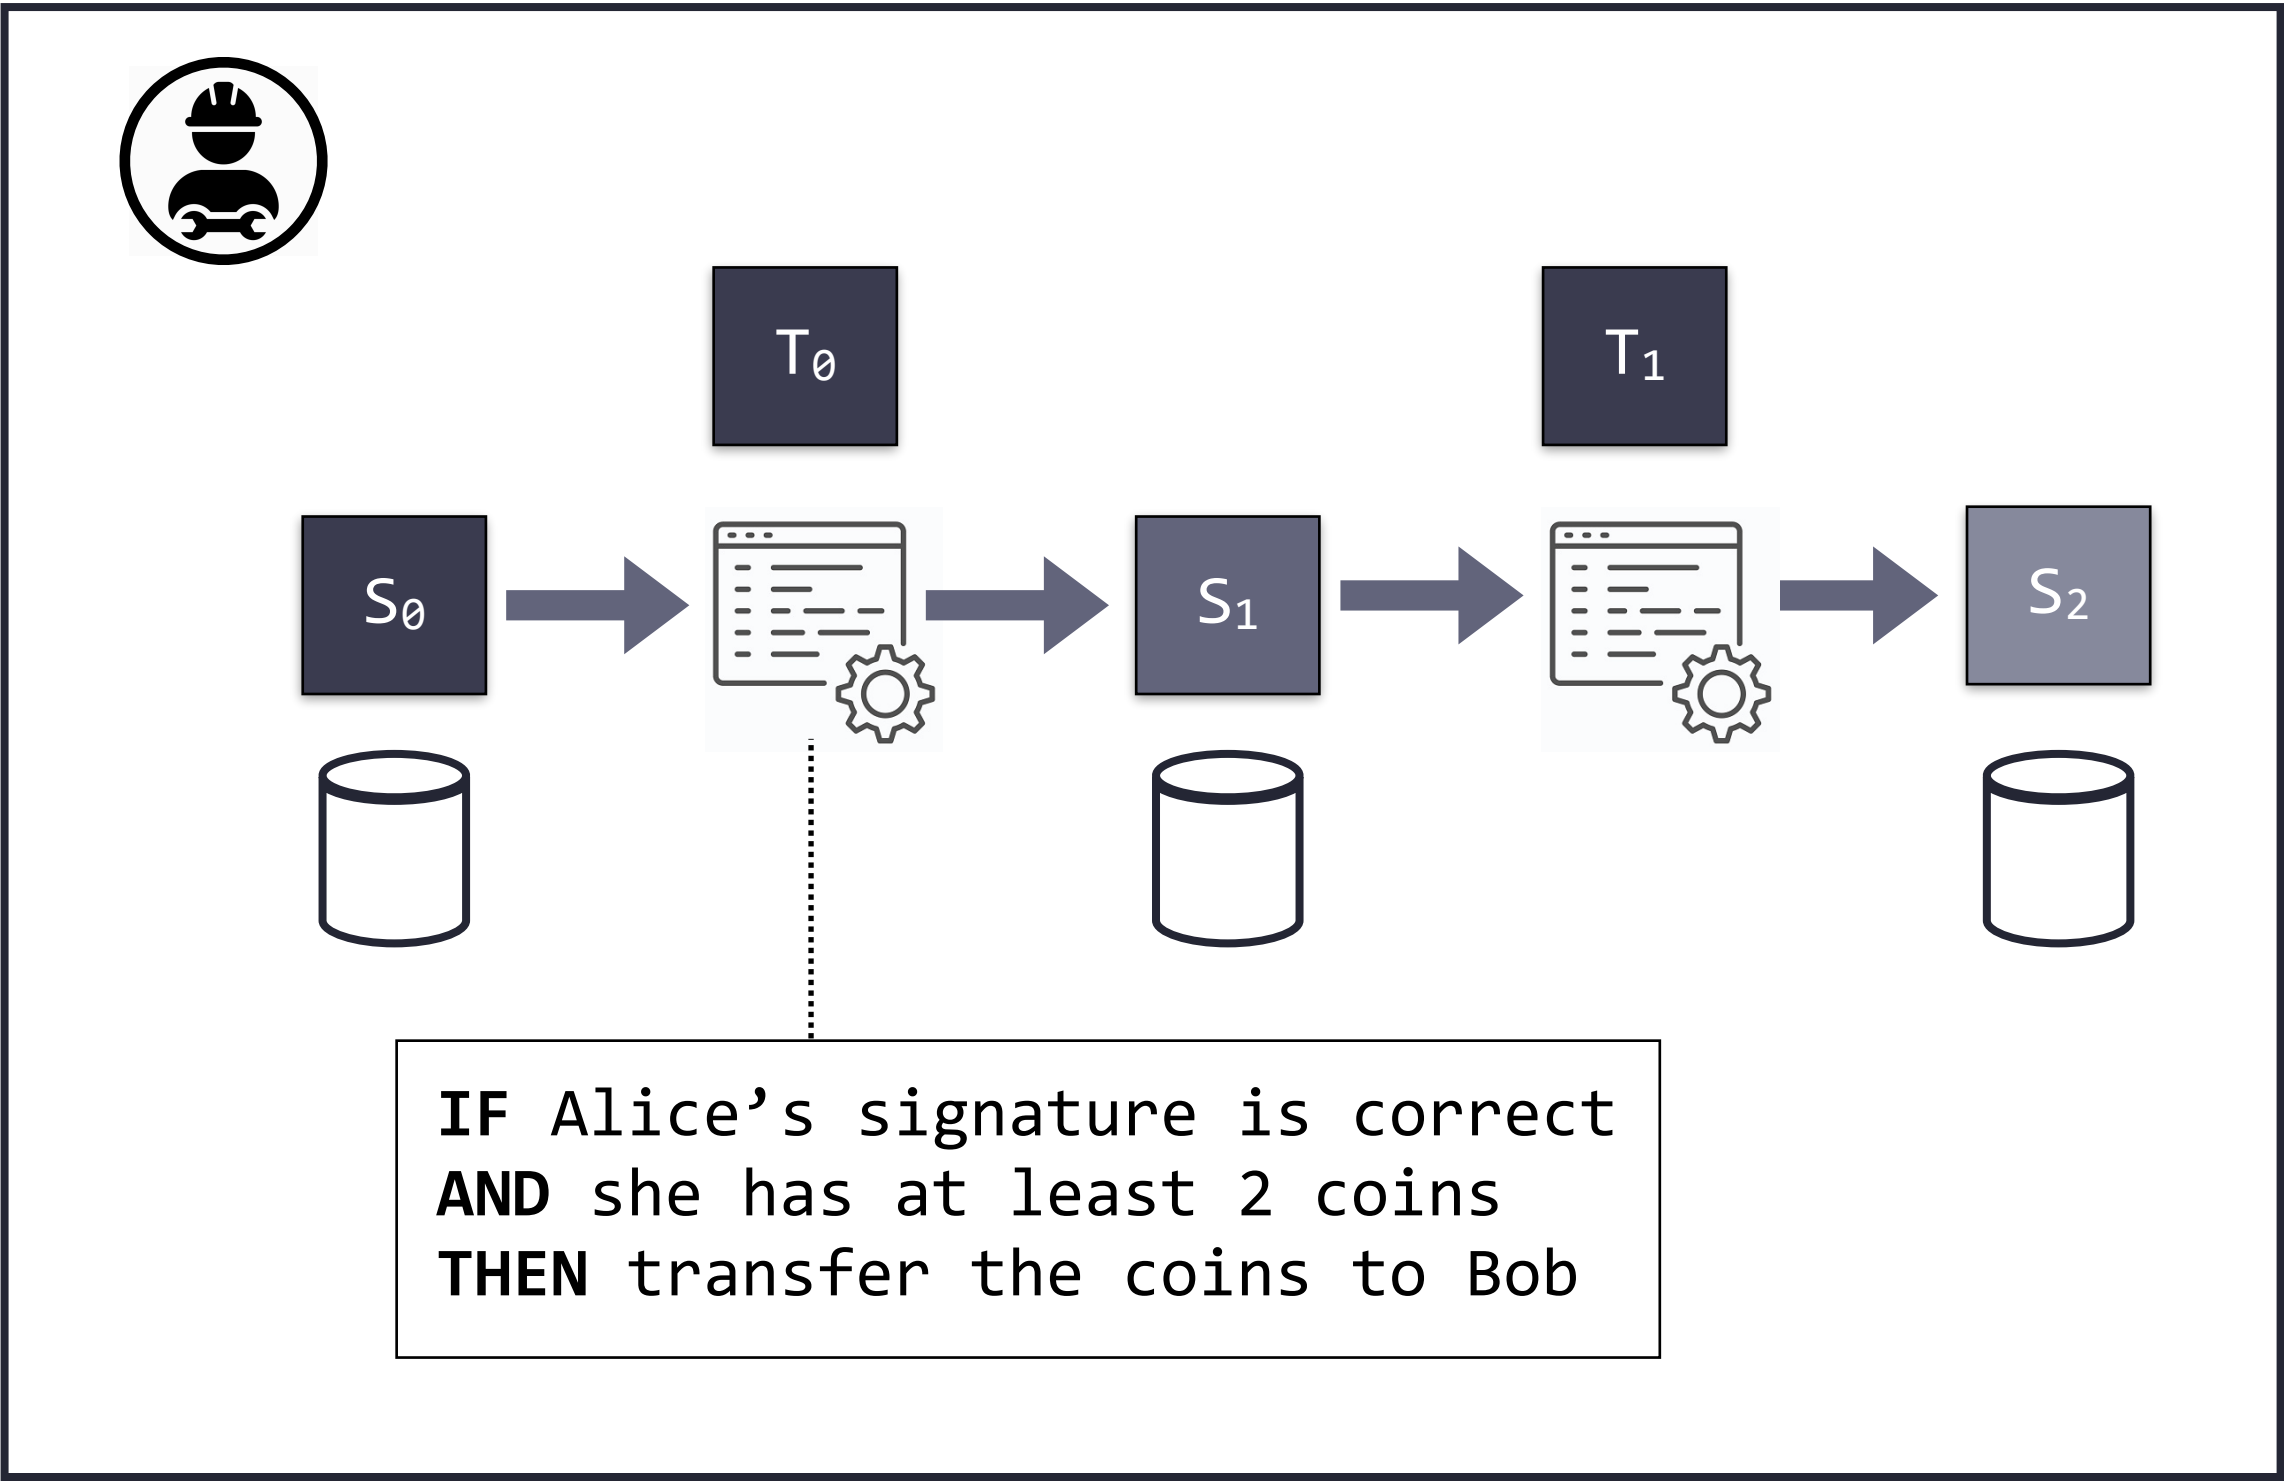 T₀
T₁
S₀
S₁
S₂
IF Alice’s signature is correct
AND she has at least 2 coins
THEN transfer the coins to Bob